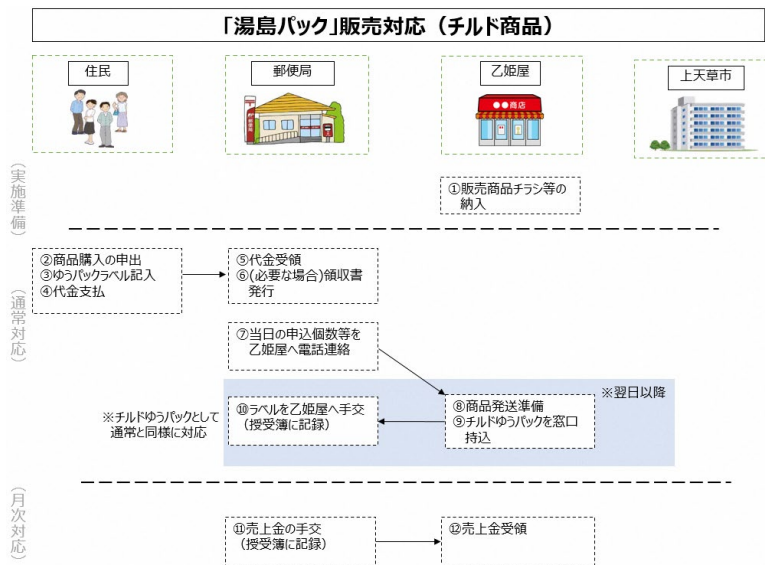 「湯島パック」販売対応（チルド商品）
住民
郵便局
乙姫屋
上天草市
●●商店
（実施準備）
①販売商品チラシ等の
納入
（通常対応）
②商品購入の申出
③ゆうパックラベル記入
④代金支払
⑤代金受領
⑥(必要な場合)領収書
発行
⑦当日の申込個数等を
乙姫屋へ電話連絡
※翌日以降
※チルドゆうパックとして
通常と同様に対応
⑩ラベルを乙姫屋へ手交
（授受簿に記録）
⑧商品発送準備
⑨チルドゆうパックを窓口
持込
（月次対応）
⑪売上金の手交
（授受簿に記録）
⑫売上金受領